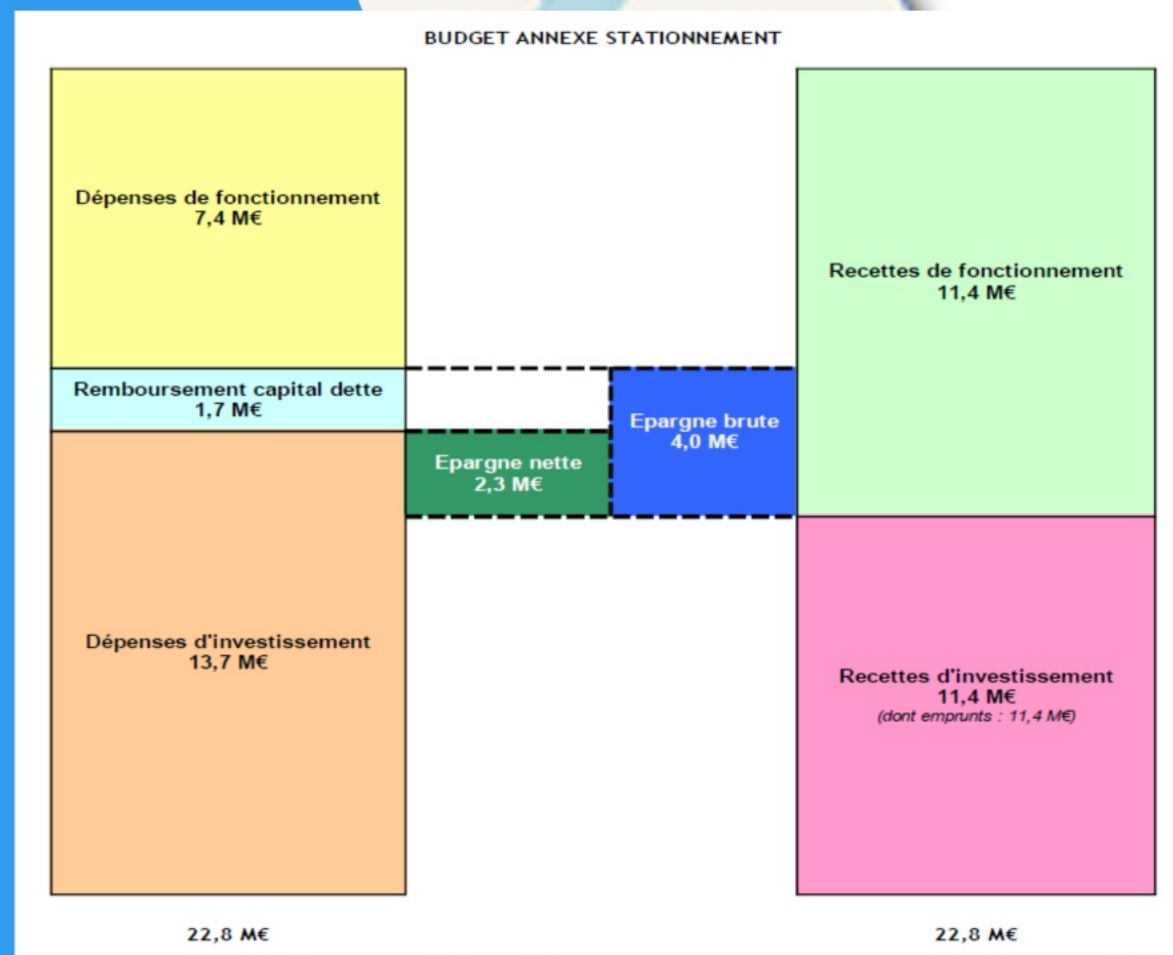 BUDGET ANNEXE STATIONNEMENT
Dépenses de fonctionnement
7,4 M€
Remboursement capital dette
1,7 M€
Dépenses d'investissement
13,7 M€
22,8 M€
Epargne nette
2,3 M€
Epargne brute
4,0 M€
Recettes de fonctionnement
11,4 M€
Recettes d'investissement
11,4 M€
(dont emprunts : 11,4 M€)
22,8 M€